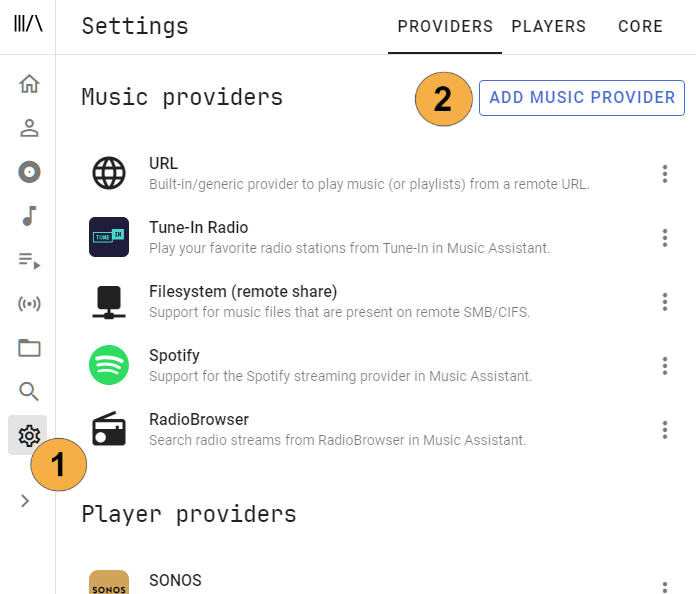 Settings
PROVIDERS PLAYERS CORE
Music providers
2
ADD MUSIC PROVIDER
URL
Built-in/generic provider to play music (or playlists) from a remote URL.
TUNE IN
Tune-In Radio
Play your favorite radio stations from Tune-In in Music Assistant.
Filesystem (remote share)
Support for music files that are present on remote SMB/CIFS.
Spotify
Support for the Spotify streaming provider in Music Assistant.
RadioBrowser
Search radio streams from RadioBrowser in Music Assistant.
1
Player providers
SONOS
SONOS